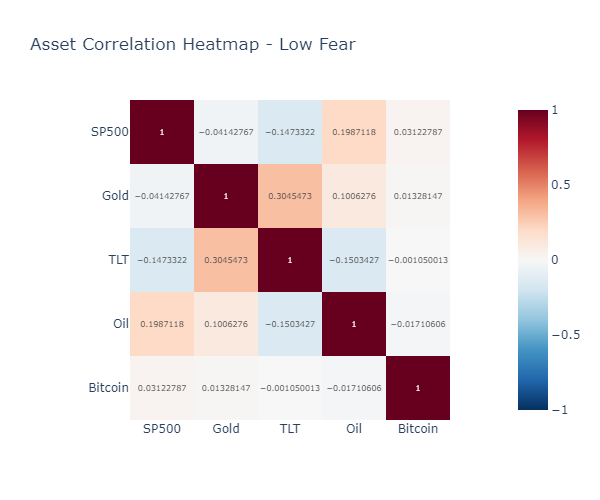 Asset Correlation Heatmap - Low Fear
SP500 1 −0.04142767 −0.1473322 0.1987118 0.03122787
Gold −0.04142767 1 0.3045473 0.1006276 0.01328147
TLT −0.1473322 0.3045473 1 −0.1503427 −0.001050013
Oil 0.1987118 0.1006276 −0.1503427 1 −0.01710606
Bitcoin 0.03122787 0.01328147 −0.001050013 −0.01710606 1
SP500 Gold TLT Oil Bitcoin
1
0.5
0
−0.5
−1